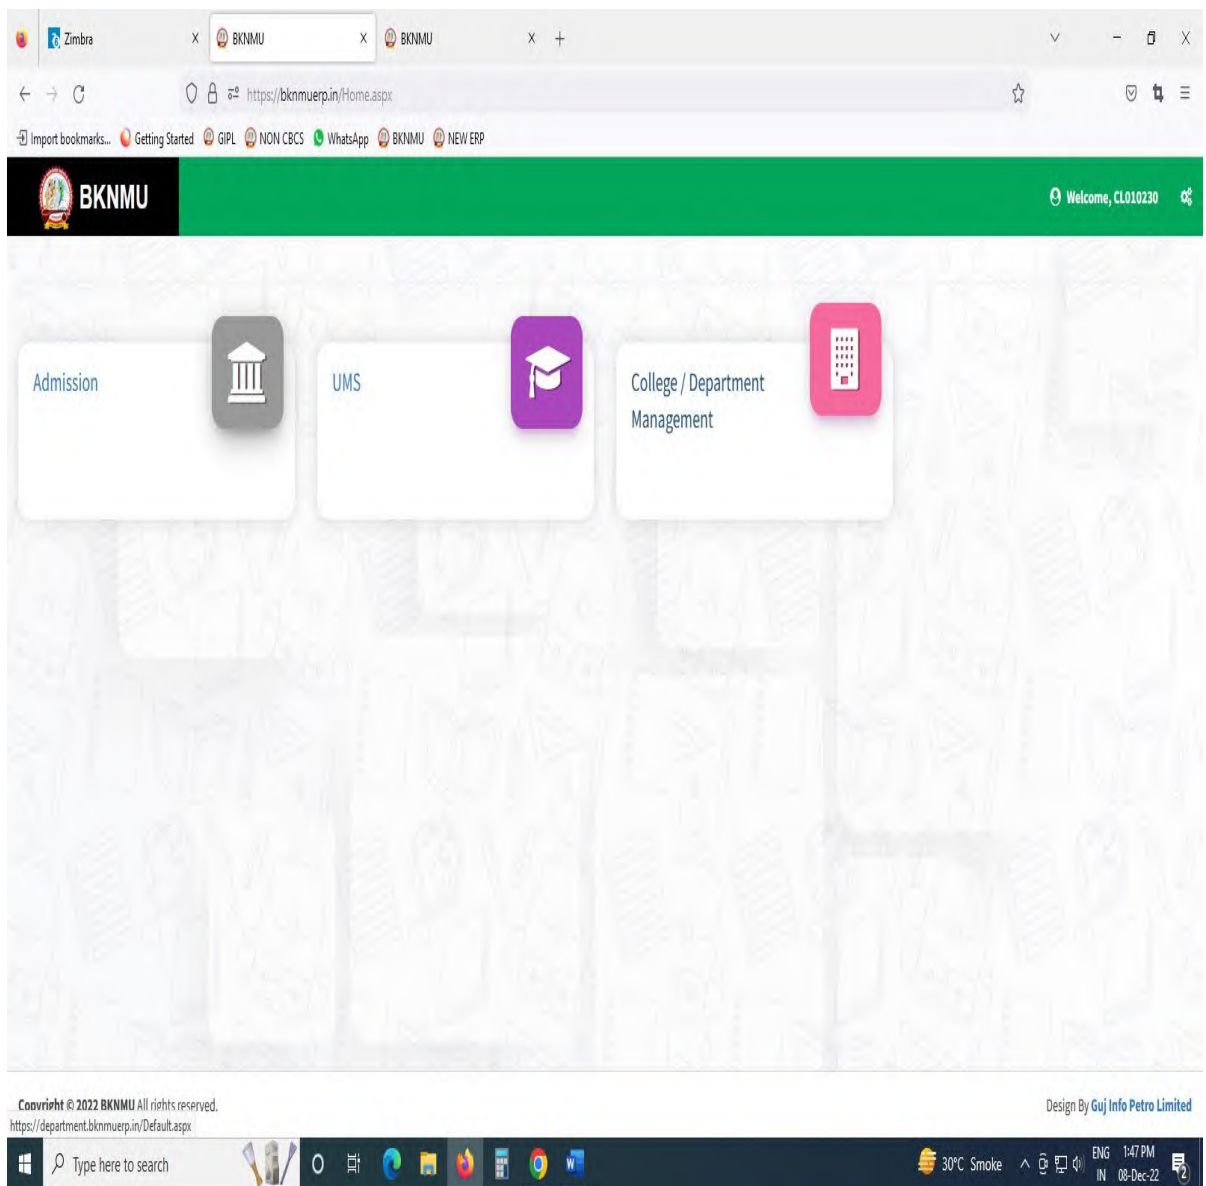 Zimbra
BKNMU
BKNMU
https://bknmuerp.in/Home.aspx
Import bookmarks... Getting Started GIPL NON CBCS WhatsApp BKNMU NEW ERP
BKNMU
Welcome, CL010230
Admission
UMS
College / Department
Management
Copyright © 2022 BKNMU All rights reserved.
Design By Guj Info Petro Limited
https://department.bknmuerp.in/Default.aspx
Type here to search
30°C Smoke
ENG
IN
1:47 PM
08-Dec-22
2